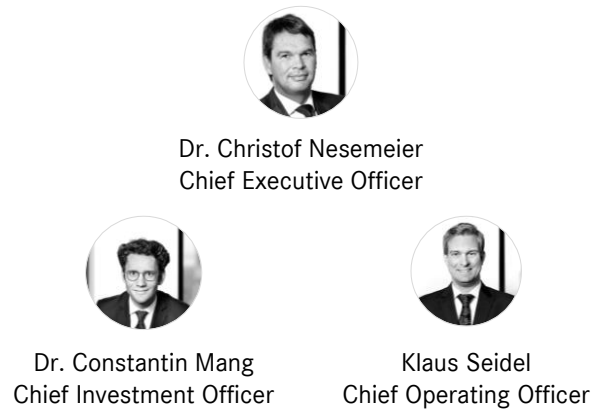 Dr. Christof Nesemeier
Chief Executive Officer
Dr. Constantin Mang
Chief Investment Officer
Klaus Seidel
Chief Operating Officer